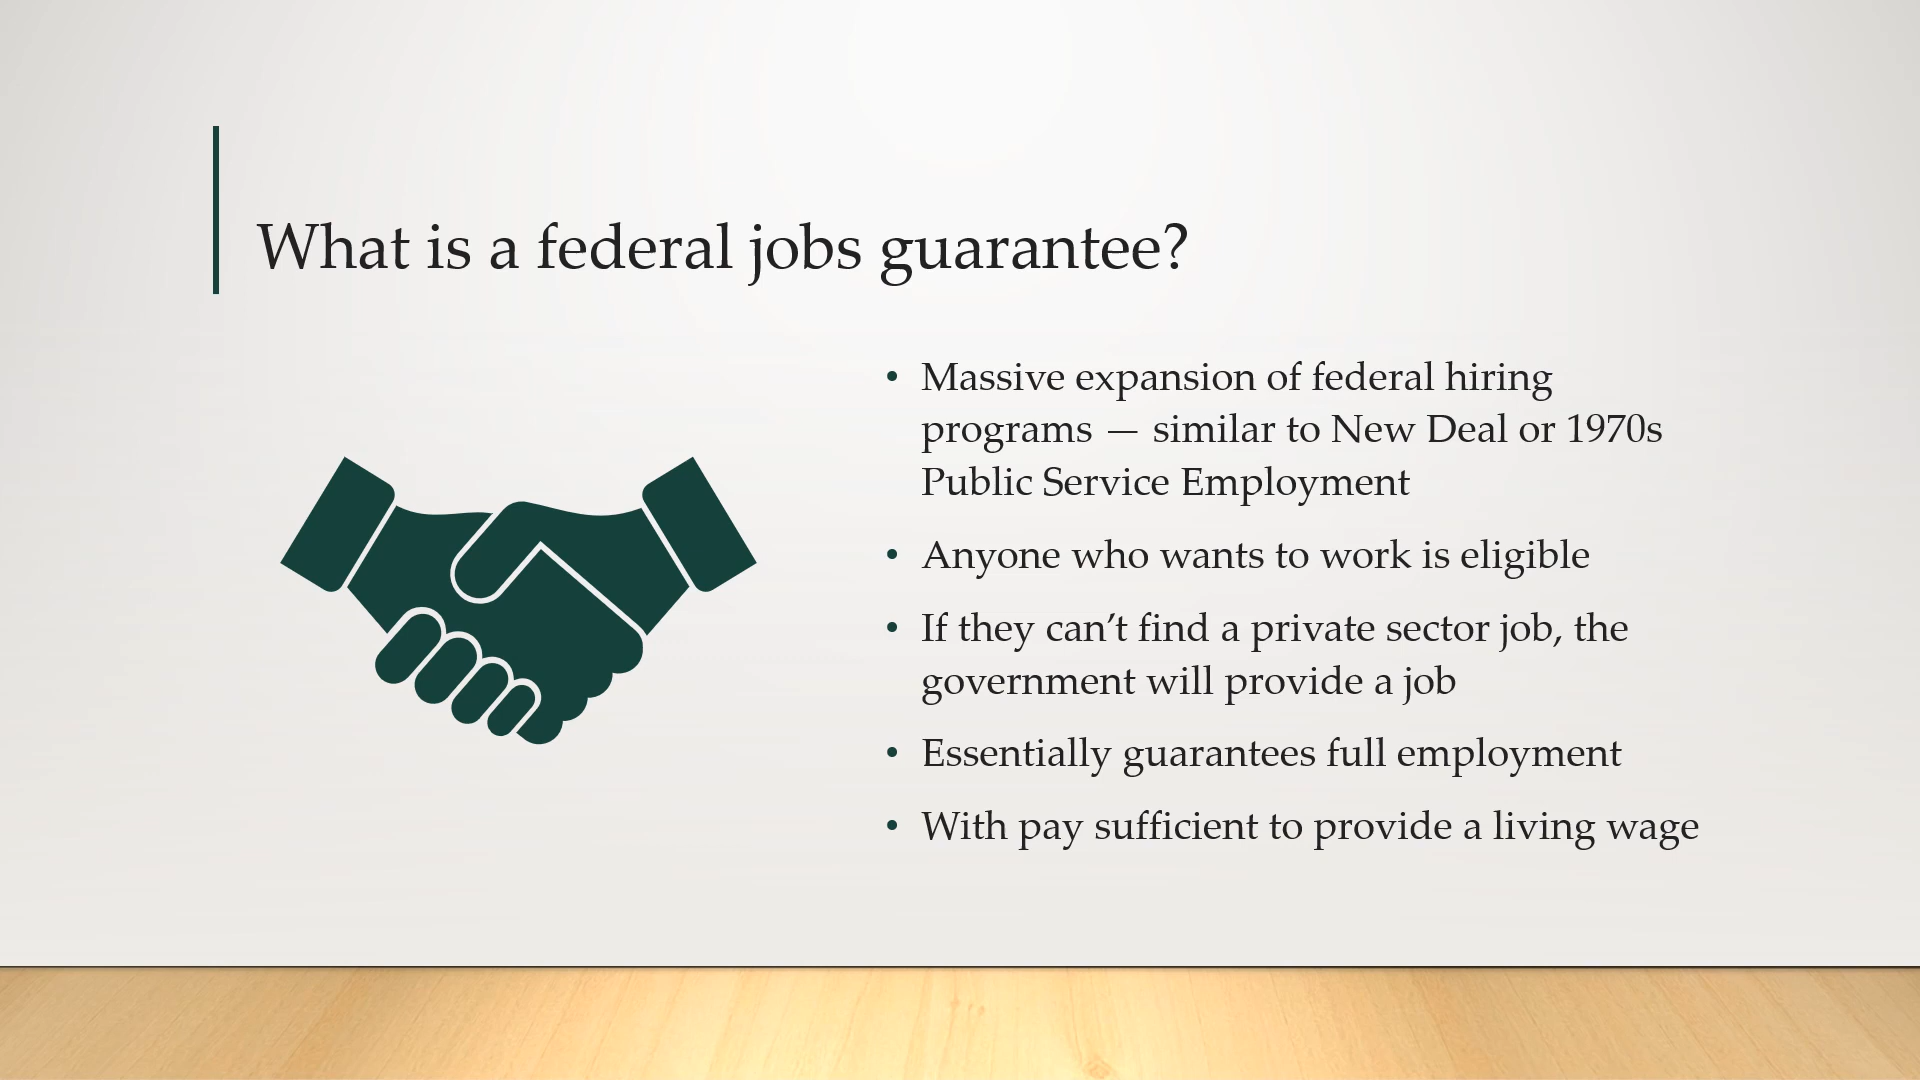 What is a federal jobs guarantee?
• Massive expansion of federal hiring
programs — similar to New Deal or 1970s
Public Service Employment
• Anyone who wants to work is eligible
• If they can’t find a private sector job, the
government will provide a job
• Essentially guarantees full employment
• With pay sufficient to provide a living wage